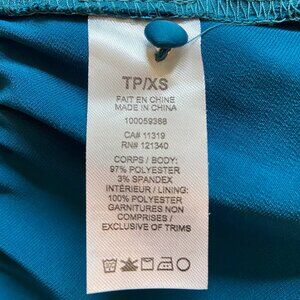 TP/XS
FAIT EN CHINE
MADE IN CHINA
100059388
CA# 11319
RN# 121340
CORPS / BODY:
97% POLYESTER
3% SPANDEX
INTÉRIEUR / LINING:
100% POLYESTER
GARNITURES NON
COMPRISES /
EXCLUSIVE OF TRIMS